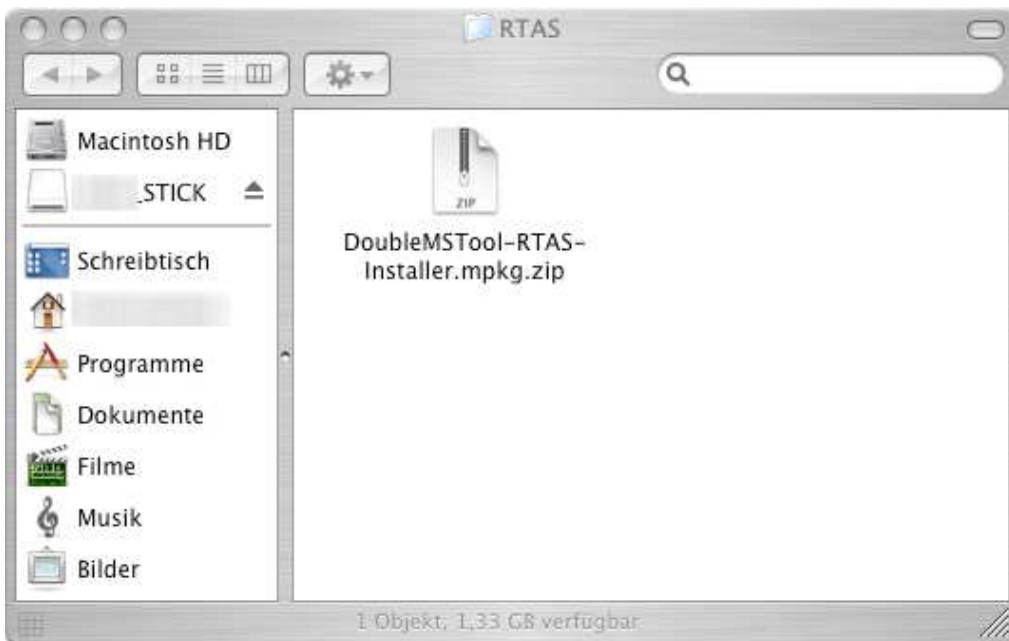 RTAS
Macintosh HD
_STICK
Schreibtisch
Programme
Dokumente
Filme
Musik
Bilder
ZIP
DoubleMSTool-RTAS-
Installer.mpkg.zip
1 Objekt, 1,33 GB verfügbar